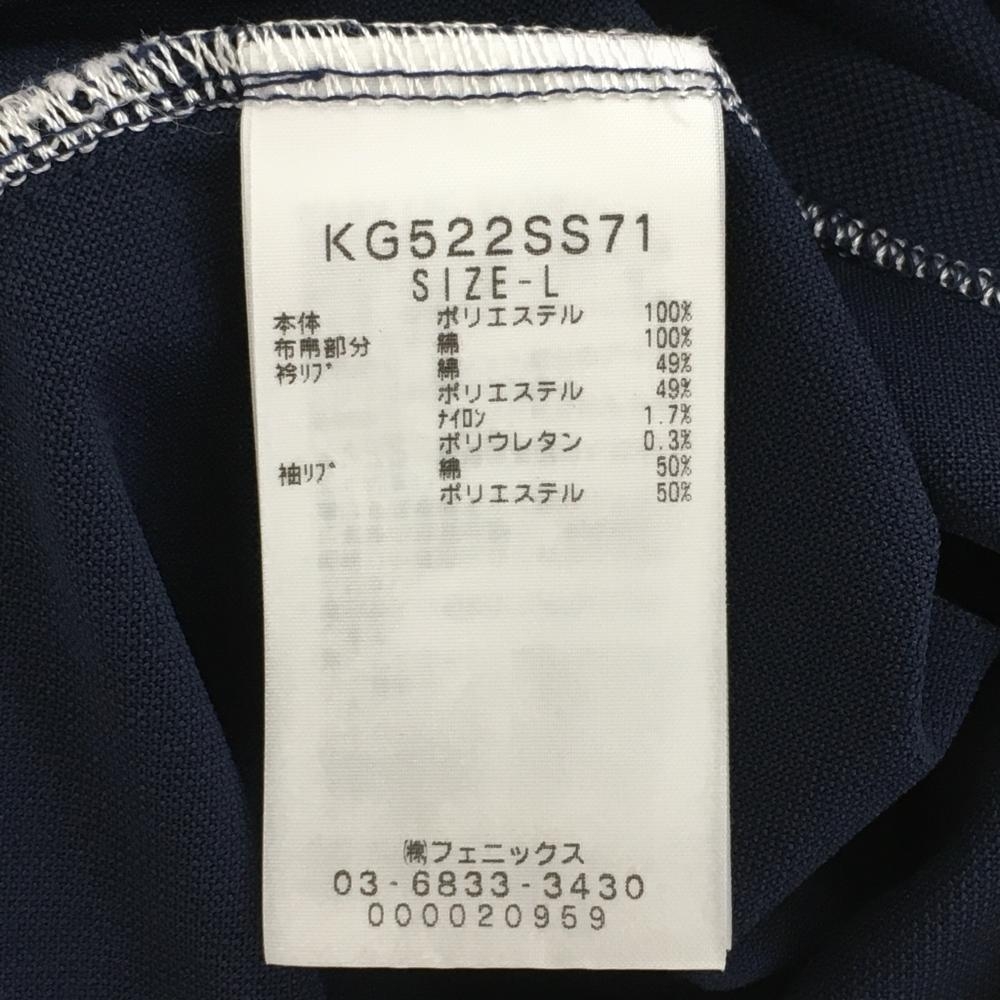 KG522SS71
SIZE-L
本体 ポリエステル 100%
布帛部分 綿 100%
衿ﾘﾌﾞ 綿 49%
ポリエステル 49%
ﾅｲﾛﾝ 1.7%
ポリウレタン 0.3%
袖ﾘﾌﾞ 綿 50%
ポリエステル 50%
㈱フェニックス
03-6833-3430
000020959